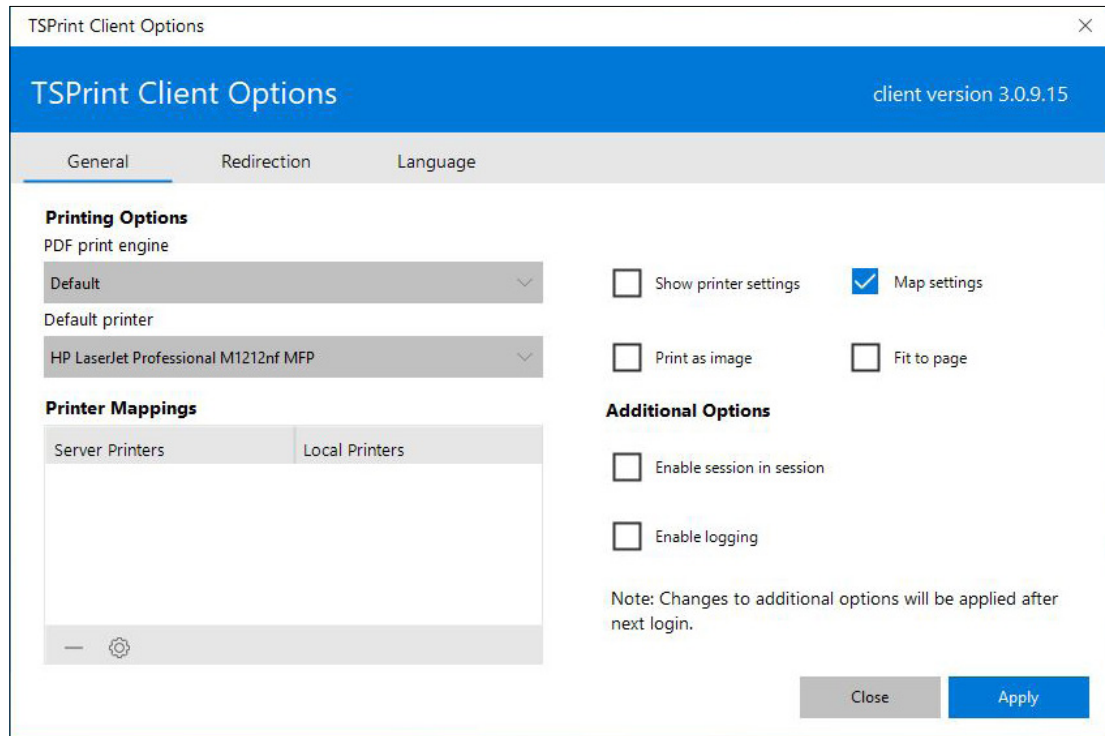 TSPrint Client Options
TSPrint Client Options
client version 3.0.9.15
General
Redirection
Language
Printing Options
PDF print engine
Default
Default printer
HP LaserJet Professional M1212nf MFP
Show printer settings
Map settings
Print as image
Fit to page
Printer Mappings
Server Printers
Local Printers
Additional Options
Enable session in session
Enable logging
Note: Changes to additional options will be applied after
next login.
Close
Apply